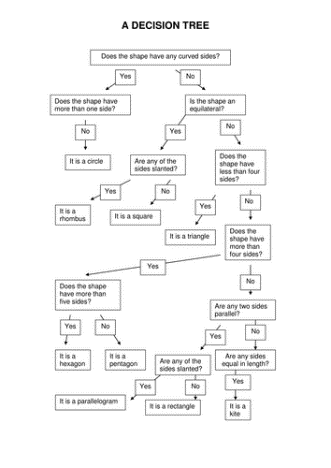 A DECISION TREE
Does the shape have any curved sides?
Yes
No
Does the shape have
more than one side?
Is the shape an
equilateral?
No
Yes
No
It is a circle
Are any of the
sides slanted?
Does the
shape have
less than four
sides?
Yes
No
Yes
No
It is a
rhombus
It is a square
It is a triangle
Does the
shape have
more than
four sides?
Yes
No
Does the shape
have more than
five sides?
Are any two sides
parallel?
Yes
No
Yes
No
It is a
hexagon
It is a
pentagon
Are any of the
sides slanted?
Are any sides
equal in length?
Yes
No
Yes
It is a parallelogram
It is a rectangle
It is a
kite